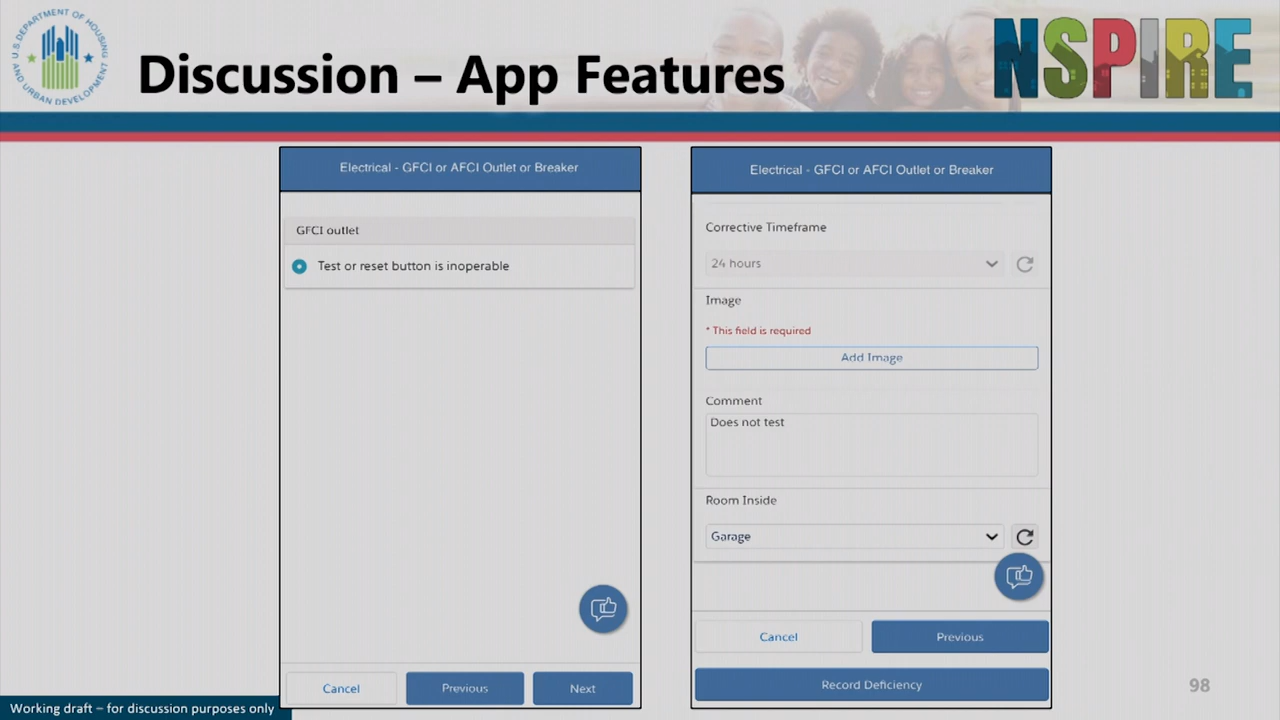 U.S. DEPARTMENT OF HOUSING AND URBAN DEVELOPMENT
Discussion – App Features
NSPIRE
Electrical - GFCI or AFCI Outlet or Breaker
GFCI outlet
Test or reset button is inoperable
Cancel
Previous
Next
Electrical - GFCI or AFCI Outlet or Breaker
Corrective Timeframe
24 hours
Image
* This field is required
Add Image
Comment
Does not test
Room Inside
Garage
Cancel
Previous
Record Deficiency
98
Working draft – for discussion purposes only